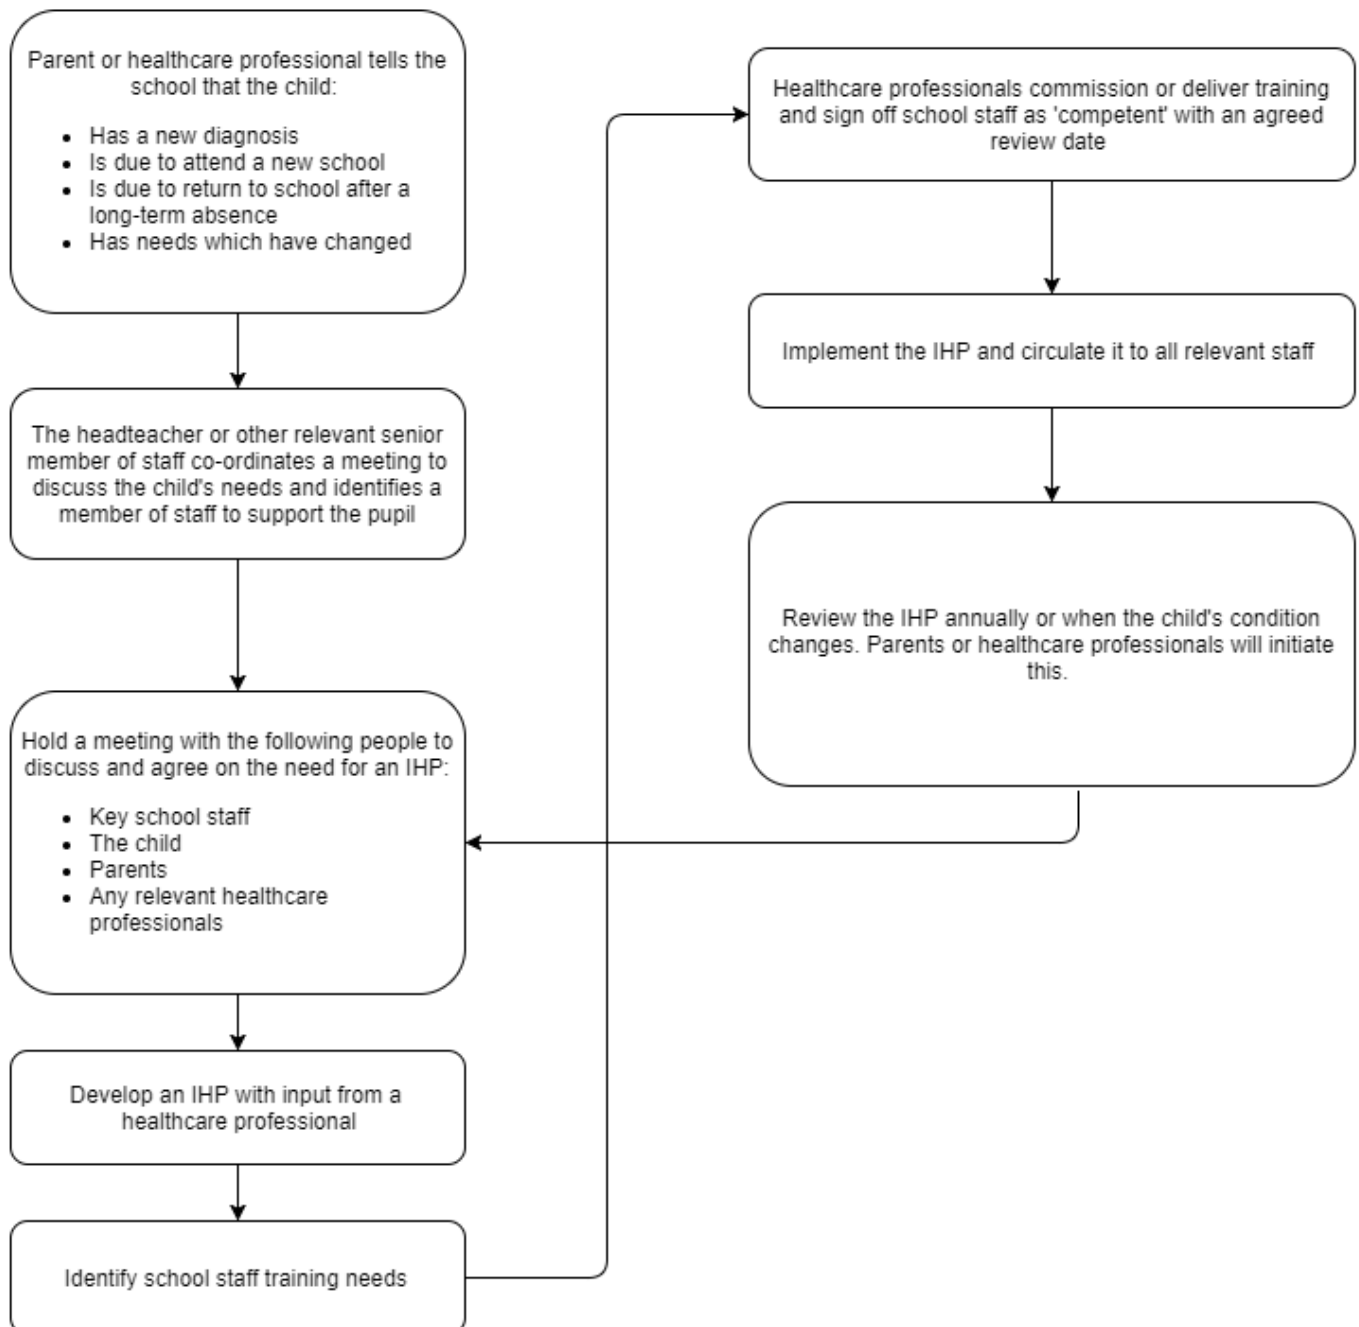 Parent or healthcare professional tells the
school that the child:
• Has a new diagnosis
• Is due to attend a new school
• Is due to return to school after a
long-term absence
• Has needs which have changed
The headteacher or other relevant senior
member of staff co-ordinates a meeting to
discuss the child's needs and identifies a
member of staff to support the pupil
Hold a meeting with the following people to
discuss and agree on the need for an IHP:
• Key school staff
• The child
• Parents
• Any relevant healthcare
professionals
Develop an IHP with input from a
healthcare professional
Identify school staff training needs
Healthcare professionals commission or deliver training
and sign off school staff as 'competent' with an agreed
review date
Implement the IHP and circulate it to all relevant staff
Review the IHP annually or when the child's condition
changes. Parents or healthcare professionals will initiate
this.